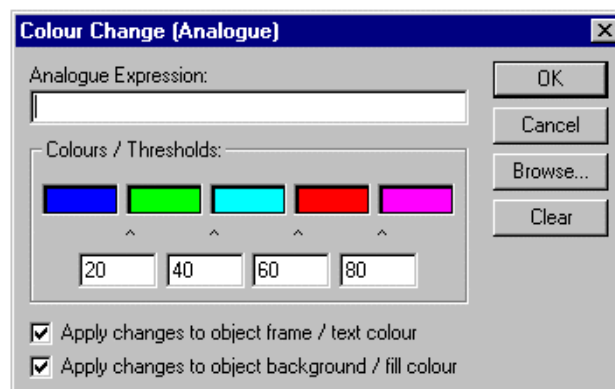 Colour Change (Analogue)
Analogue Expression:
OK
Cancel
Colours / Thresholds:
Browse...
Clear
^ ^ ^ ^
20 40 60 80
Apply changes to object frame / text colour
Apply changes to object background / fill colour